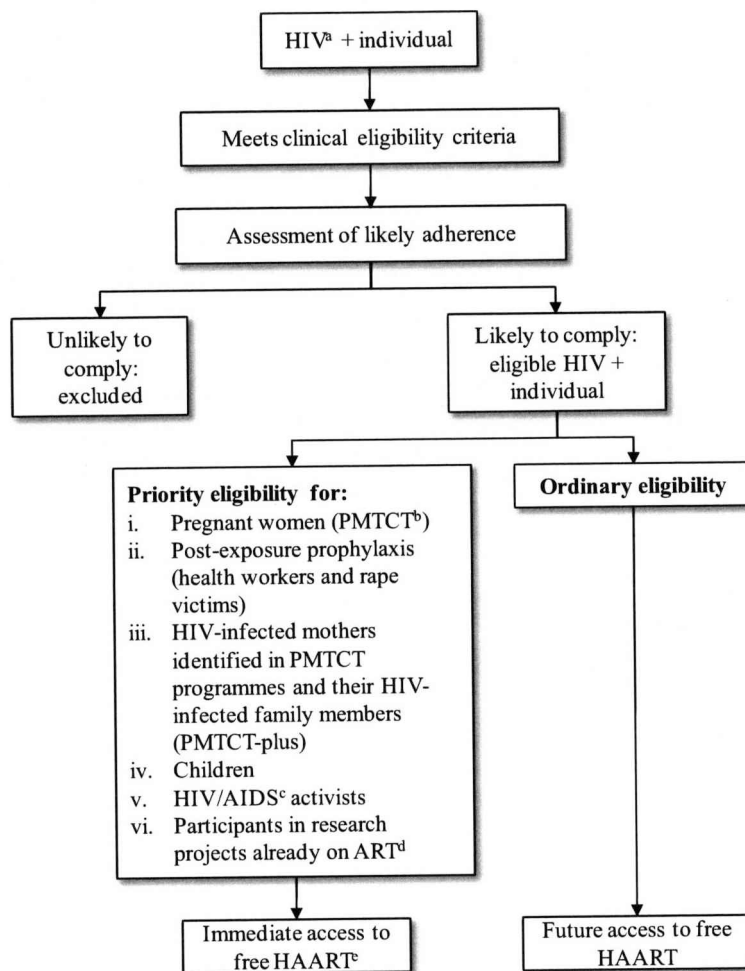 HIVᵃ + individual
Meets clinical eligibility criteria
Assessment of likely adherence
Unlikely to
comply:
excluded
Likely to comply:
eligible HIV +
individual
Priority eligibility for:
i. Pregnant women (PMTCTᵇ)
ii. Post-exposure prophylaxis
(health workers and rape
victims)
iii. HIV-infected mothers
identified in PMTCT
programmes and their HIV-
infected family members
(PMTCT-plus)
iv. Children
v. HIV/AIDSᶜ activists
vi. Participants in research
projects already on ARTᵈ
Ordinary eligibility
Immediate access to
free HAARTᵉ
Future access to free
HAART